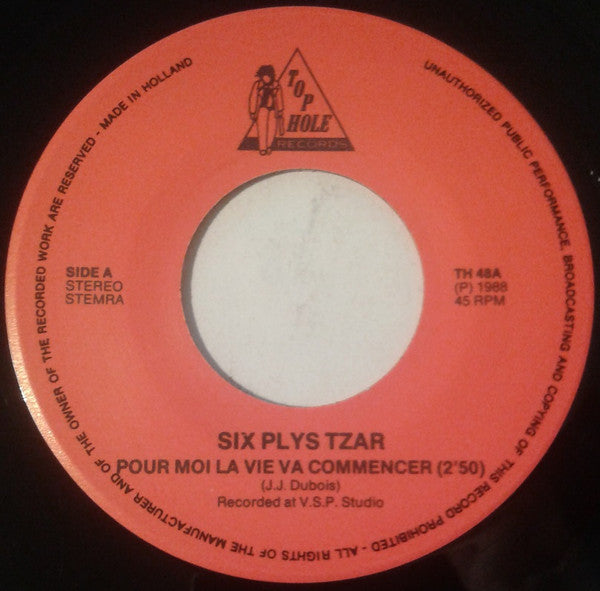 TOP
HOLE
RECORDS
SIDE A
STEREO
STEMRA
TH 48A
(P) 1988
45 RPM
SIX PLYS TZAR
POUR MOI LA VIE VA COMMENCER (2'50)
(J.J. Dubois)
Recorded at V.S.P. Studio
UNAUTHORIZED PUBLIC PERFORMANCE, BROADCASTING AND COPYING OF THIS RECORD PROHIBITED - ALL RIGHTS OF THE MANUFACTURER AND OF THE OWNER OF THE RECORDED WORK ARE RESERVED - MADE IN HOLLAND